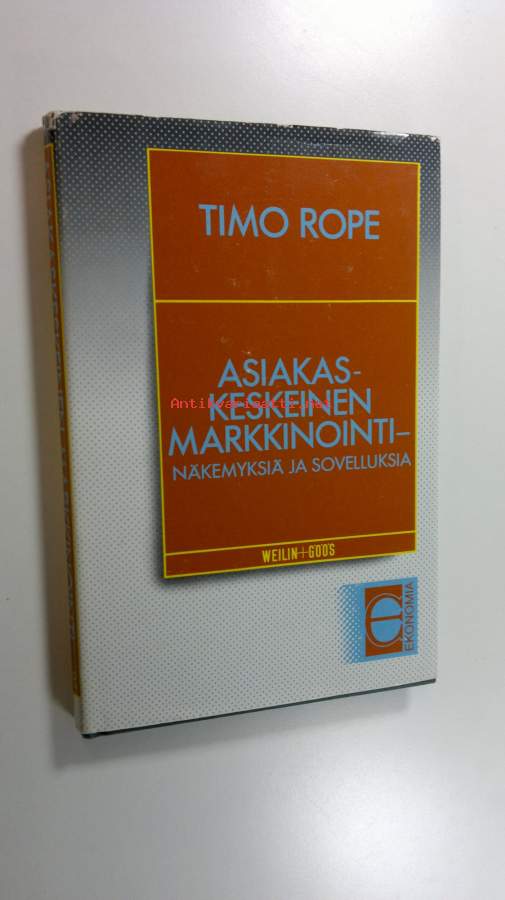 TIMO ROPE
ASIAKAS-
KESKEINEN
MARKKINOINTI–
NÄKEMYKSIÄ JA SOVELLUKSIA
WEILIN+GÖÖS
e
EKONOMIA
Antikvariaatti.net